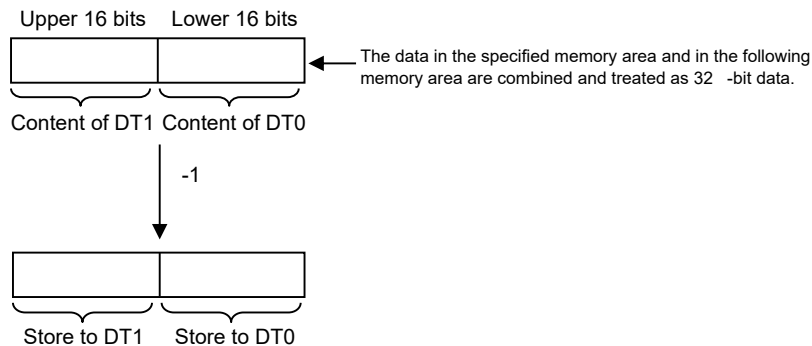 Upper 16 bits Lower 16 bits
The data in the specified memory area and in the following
memory area are combined and treated as 32 -bit data.
Content of DT1 Content of DT0
-1
Store to DT1 Store to DT0